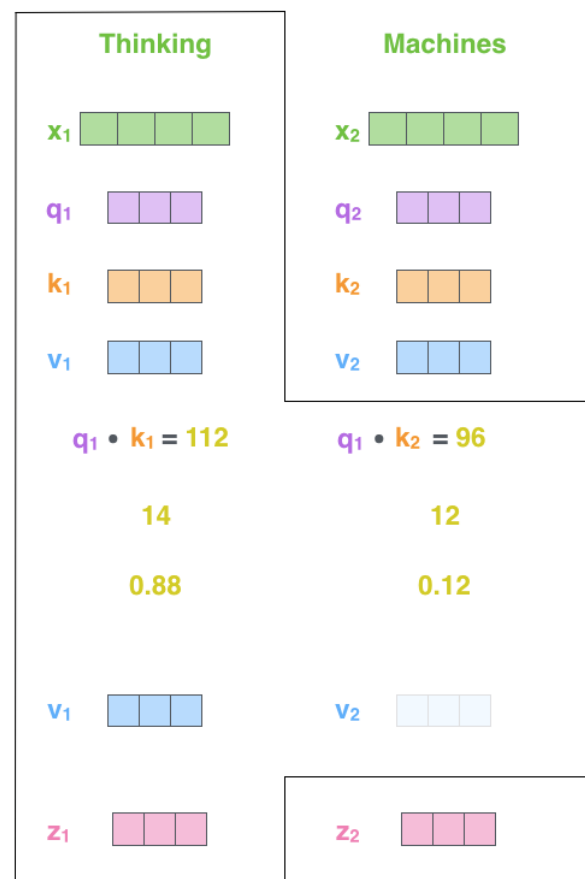 Thinking Machines
x₁ x₂
q₁ q₂
k₁ k₂
v₁ v₂
q₁ • k₁ = 112 q₁ • k₂ = 96
14 12
0.88 0.12
v₁ v₂
z₁ z₂